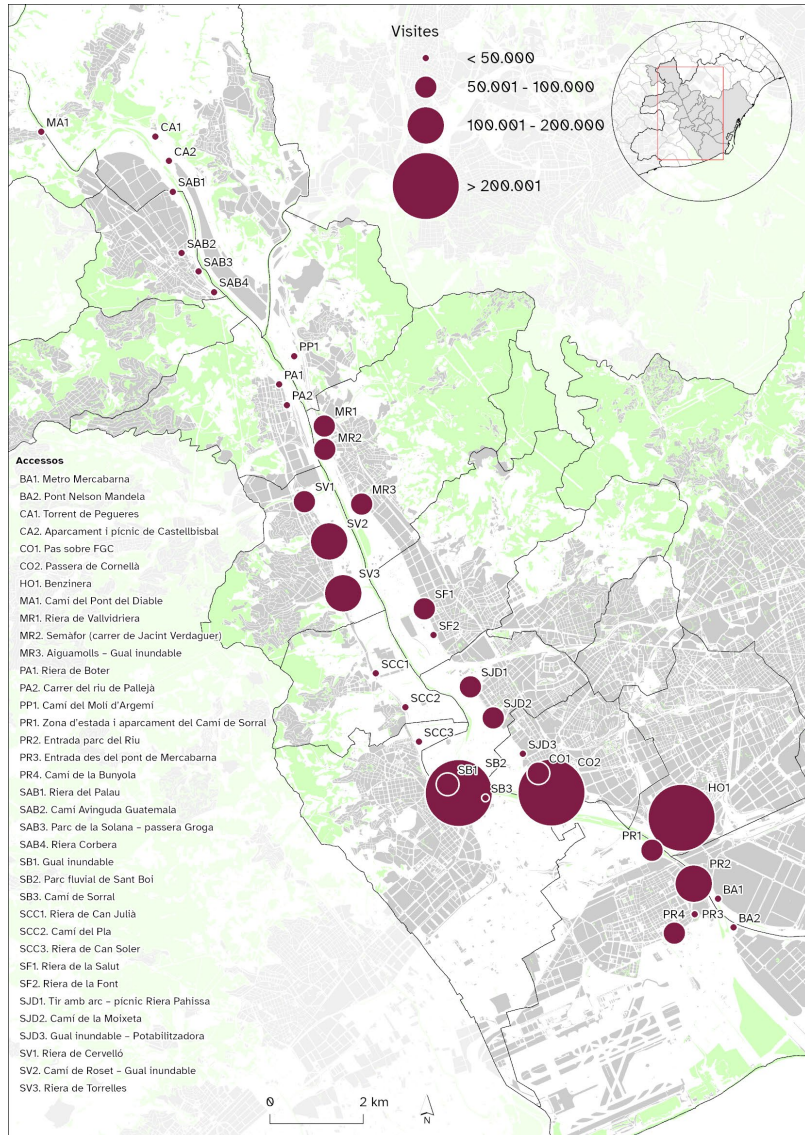 Visites
< 50.000
50.001 - 100.000
100.001 - 200.000
> 200.001
MA1
CA1
CA2
SAB1
SAB2
SAB3
SAB4
PP1
PA1
PA2
MR1
MR2
SV1
MR3
SV2
SV3
SF1
SF2
SCC1
SJD1
SCC2
SJD2
SCC3
SJD3
SB1
SB2
CO1
CO2
SB3
HO1
PR1
PR2
BA1
PR4
PR3
BA2
Accessos
BA1. Metro Mercabarna
BA2. Pont Nelson Mandela
CA1. Torrent de Pegueres
CA2. Aparcament i pícnic de Castellbisbal
CO1. Pas sobre FGC
CO2. Passera de Cornellà
HO1. Benzinera
MA1. Camí del Pont del Diable
MR1. Riera de Vallvidriera
MR2. Semàfor (carrer de Jacint Verdaguer)
MR3. Aiguamolls – Gual inundable
PA1. Riera de Boter
PA2. Carrer del riu de Pallejà
PP1. Camí del Molí d'Argemí
PR1. Zona d'estada i aparcament del Camí de Sorral
PR2. Entrada parc del Riu
PR3. Entrada des del pont de Mercabarna
PR4. Camí de la Bunyola
SAB1. Riera del Palau
SAB2. Camí Avinguda Guatemala
SAB3. Parc de la Solana – passera Groga
SAB4. Riera Corbera
SB1. Gual inundable
SB2. Parc fluvial de Sant Boi
SB3. Camí de Sorral
SCC1. Riera de Can Julià
SCC2. Camí del Pla
SCC3. Riera de Can Soler
SF1. Riera de la Salut
SF2. Riera de la Font
SJD1. Tir amb arc – pícnic Riera Pahissa
SJD2. Camí de la Moixeta
SJD3. Gual inundable – Potabilitzadora
SV1. Riera de Cervelló
SV2. Camí de Roset – Gual inundable
SV3. Riera de Torrelles
0 2 km
N